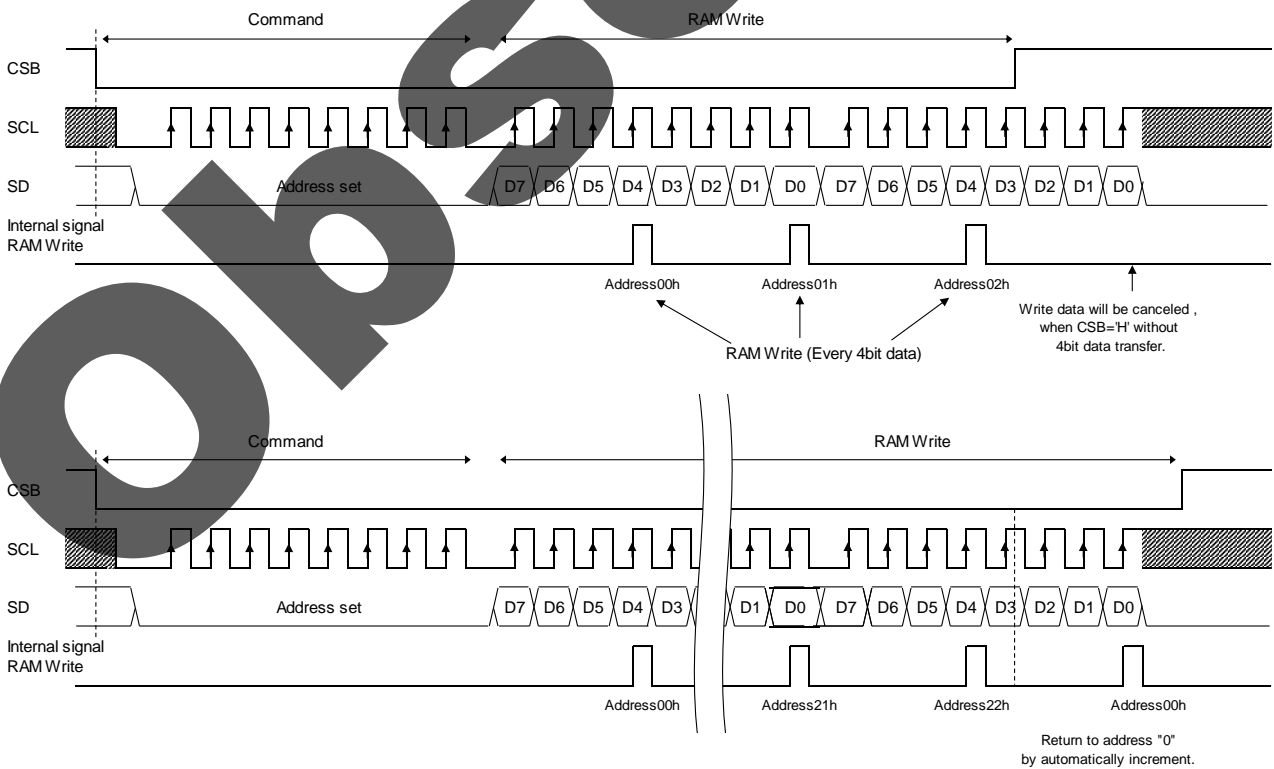 Command RAM Write
CSB
SCL
SD Address set D7 D6 D5 D4 D3 D2 D1 D0 D7 D6 D5 D4 D3 D2 D1 D0
Internal signal
RAM Write
Address00h Address01h Address02h
Write data will be canceled ,
when CSB='H' without
4bit data transfer.
RAM Write (Every 4bit data)
Command RAM Write
CSB
SCL
SD Address set D7 D6 D5 D4 D3 D1 D0 D7 D6 D5 D4 D3 D2 D1 D0
Internal signal
RAM Write
Address00h Address21h Address22h Address00h
Return to address "0"
by automatically increment.